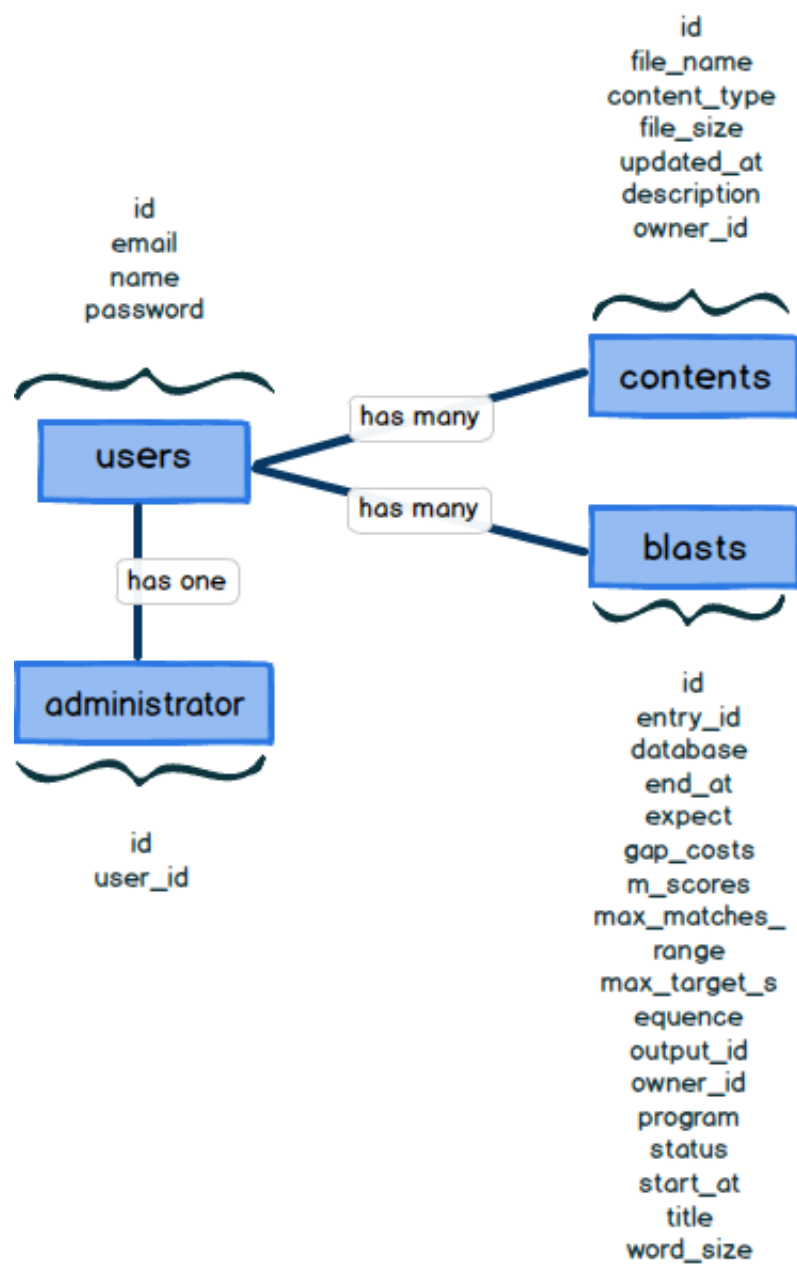 id
file_name
content_type
file_size
updated_at
description
owner_id
id
email
name
password
contents
has many
users
has many
blasts
has one
administrator
id
user_id
id
entry_id
database
end_at
expect
gap_costs
m_scores
max_matches_
range
max_target_s
equence
output_id
owner_id
program
status
start_at
title
word_size